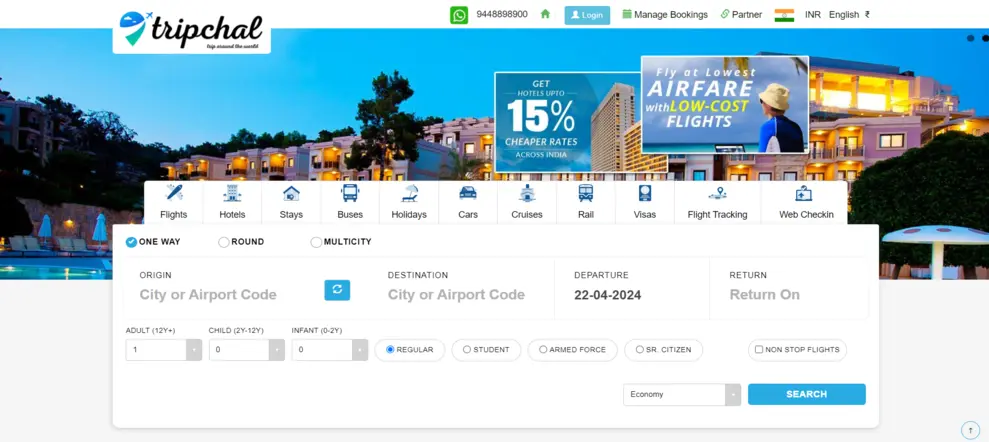 tripchal
trip around the world
9448898900
Login
Manage Bookings
Partner
INR English ₹
GET
HOTELS UPTO
15%
CHEAPER RATES
ACROSS INDIA
Fly at Lowest
AIRFARE
with LOW-COST
FLIGHTS
Flights Hotels Stays Buses Holidays Cars Cruises Rail Visas Flight Tracking Web Checkin
ONE WAY ROUND MULTICITY
ORIGIN DESTINATION DEPARTURE RETURN
City or Airport Code City or Airport Code 22-04-2024 Return On
ADULT (12Y+) CHILD (2Y-12Y) INFANT (0-2Y)
1 0 0 REGULAR STUDENT ARMED FORCE SR. CITIZEN NON STOP FLIGHTS
Economy SEARCH